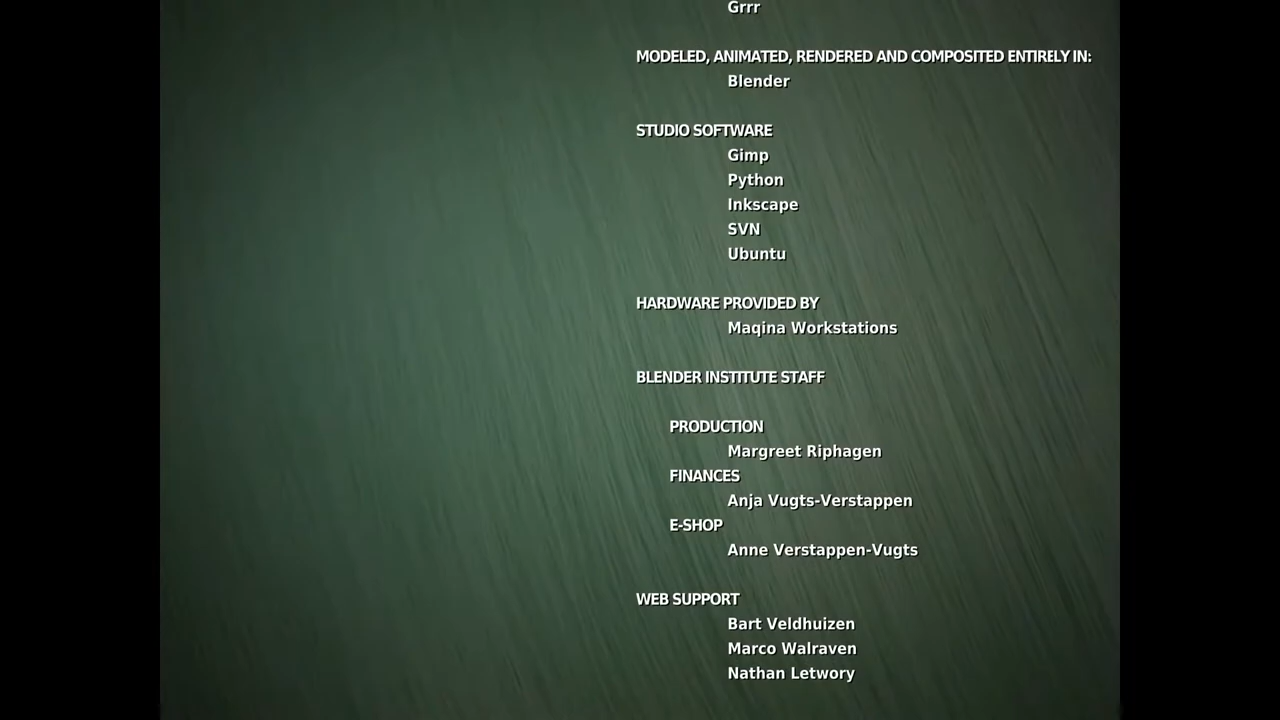 Grrr
MODELED, ANIMATED, RENDERED AND COMPOSITED ENTIRELY IN:
Blender
STUDIO SOFTWARE
Gimp
Python
Inkscape
SVN
Ubuntu
HARDWARE PROVIDED BY
Maqina Workstations
BLENDER INSTITUTE STAFF
PRODUCTION
Margreet Riphagen
FINANCES
Anja Vugts-Verstappen
E-SHOP
Anne Verstappen-Vugts
WEB SUPPORT
Bart Veldhuizen
Marco Walraven
Nathan Letwory